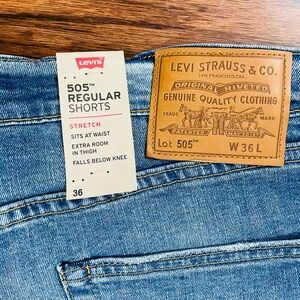 Levi's
505™
REGULAR
SHORTS
STRETCH
SITS AT WAIST
EXTRA ROOM
IN THIGH
FALLS BELOW KNEE
36
LEVI STRAUSS & CO.
SAN FRANCISCO, CAL.
ORIGINAL RIVETED
GENUINE QUALITY CLOTHING
TRADE MARK
PATENTED
Lot 505™ W 36 L